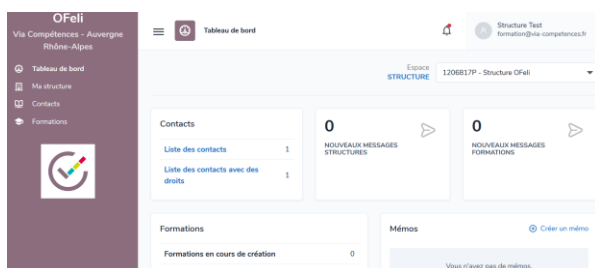 OFeli
Via Compétences - Auvergne
Rhône-Alpes
Tableau de bord
Ma structure
Contacts
Formations
Tableau de bord
A
Structure Test
formation@via-competences.fr
Espace
STRUCTURE
1206817P - Structure OFeli
Contacts
Liste des contacts 1
Liste des contacts avec des
droits
1
0
NOUVEAUX MESSAGES
STRUCTURES
0
NOUVEAUX MESSAGES
FORMATIONS
Formations
Formations en cours de création 0
Mémos
Créer un mémo
Vous n'avez pas de mémos.